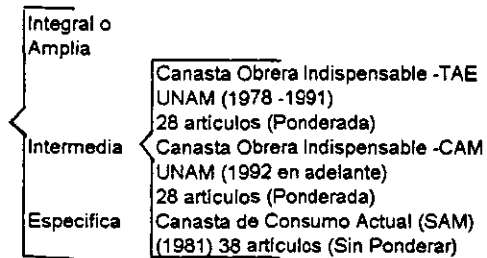 Integral o
Amplia
Canasta Obrera Indispensable -TAE
UNAM (1978 -1991)
28 artículos (Ponderada)
Intermedia
Canasta Obrera Indispensable -CAM
UNAM (1992 en adelante)
28 artículos (Ponderada)
Especifica
Canasta de Consumo Actual (SAM)
(1981) 38 artículos (Sin Ponderar)